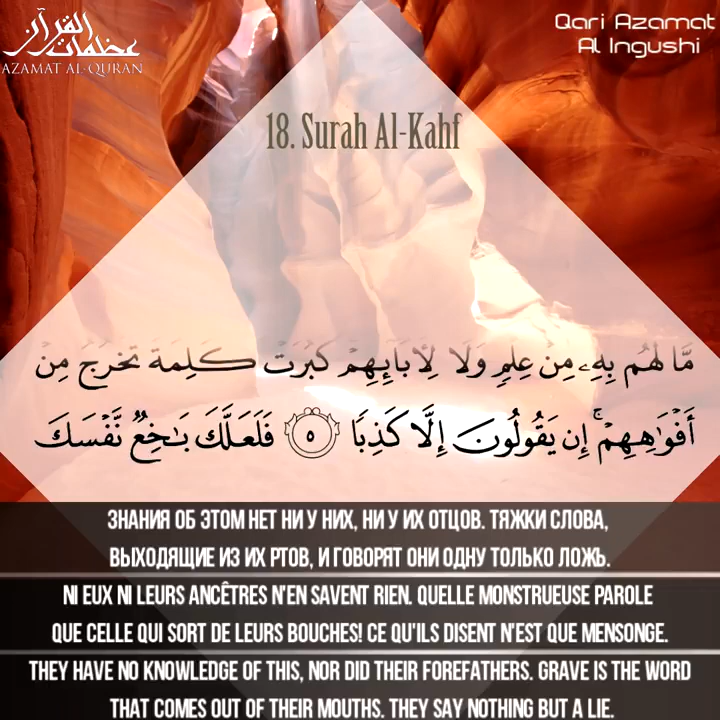 عظمات القرآن
AZAMAT AL-QURAN
Qari Azamat
Al Ingushi
18. Surah Al-Kahf
مَّا لَهُم بِهِۦ مِنْ عِلْمٍ وَلَا لِأَبَآئِهِمْ كَبُرَتْ كَلِمَةً تَخْرُجُ مِنْ
أَفْوَٰهِهِمْ ۚ إِن يَقُولُونَ إِلَّا كَذِبًا ۝٥ فَلَعَلَّكَ بَٰخِعٌ نَّفْسَكَ
ЗНАНИЯ ОБ ЭТОМ НЕТ НИ У НИХ, НИ У ИХ ОТЦОВ. ТЯЖКИ СЛОВА,
ВЫХОДЯЩИЕ ИЗ ИХ РТОВ, И ГОВОРЯТ ОНИ ОДНУ ТОЛЬКО ЛОЖЬ.
NI EUX NI LEURS ANCÊTRES N'EN SAVENT RIEN. QUELLE MONSTRUEUSE PAROLE
QUE CELLE QUI SORT DE LEURS BOUCHES! CE QU'ILS DISENT N'EST QUE MENSONGE.
THEY HAVE NO KNOWLEDGE OF THIS, NOR DID THEIR FOREFATHERS. GRAVE IS THE WORD
THAT COMES OUT OF THEIR MOUTHS. THEY SAY NOTHING BUT A LIE.